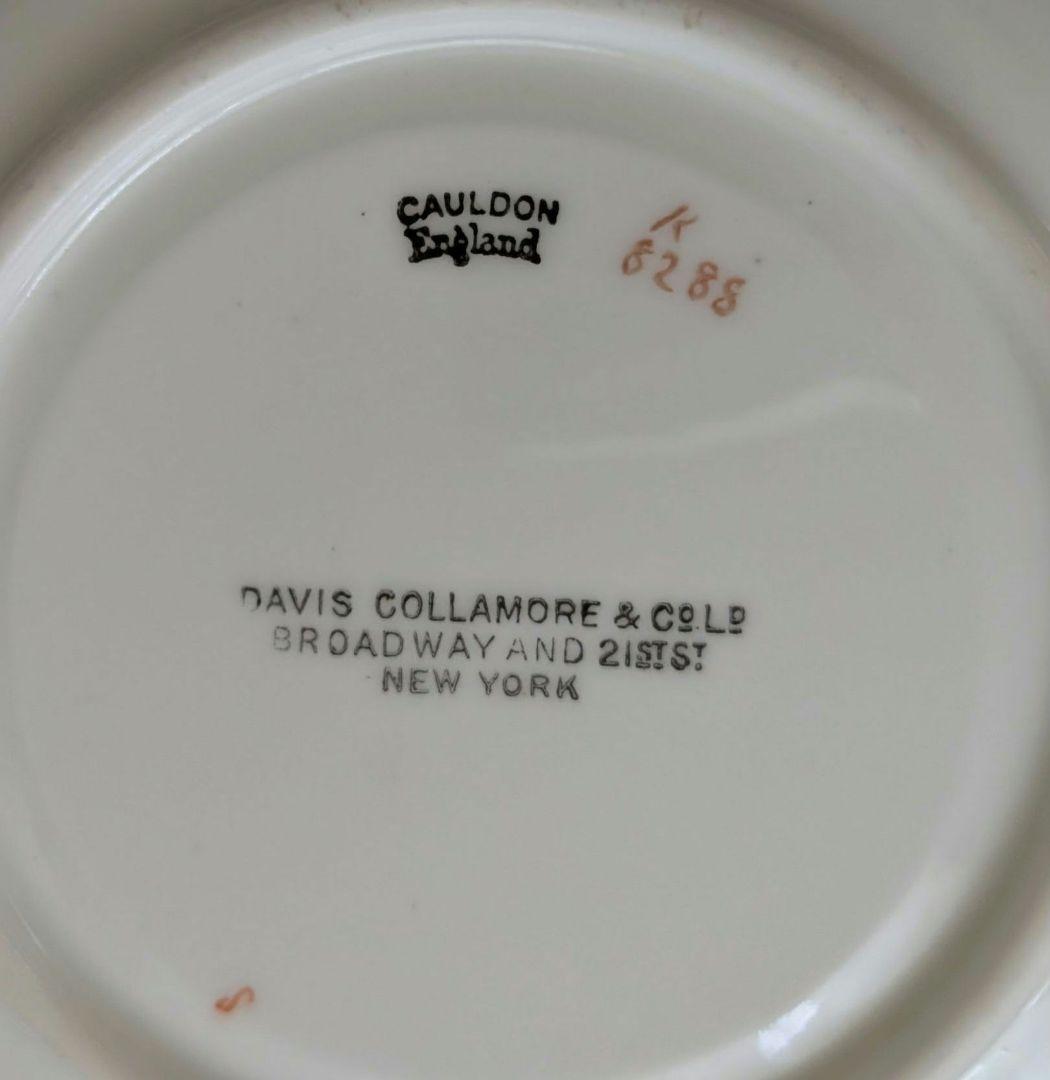 CAULDON
England
K
8288
DAVIS COLLAMORE & Cº. Lᴰ
BROADWAY AND 21ST ST
NEW YORK
S